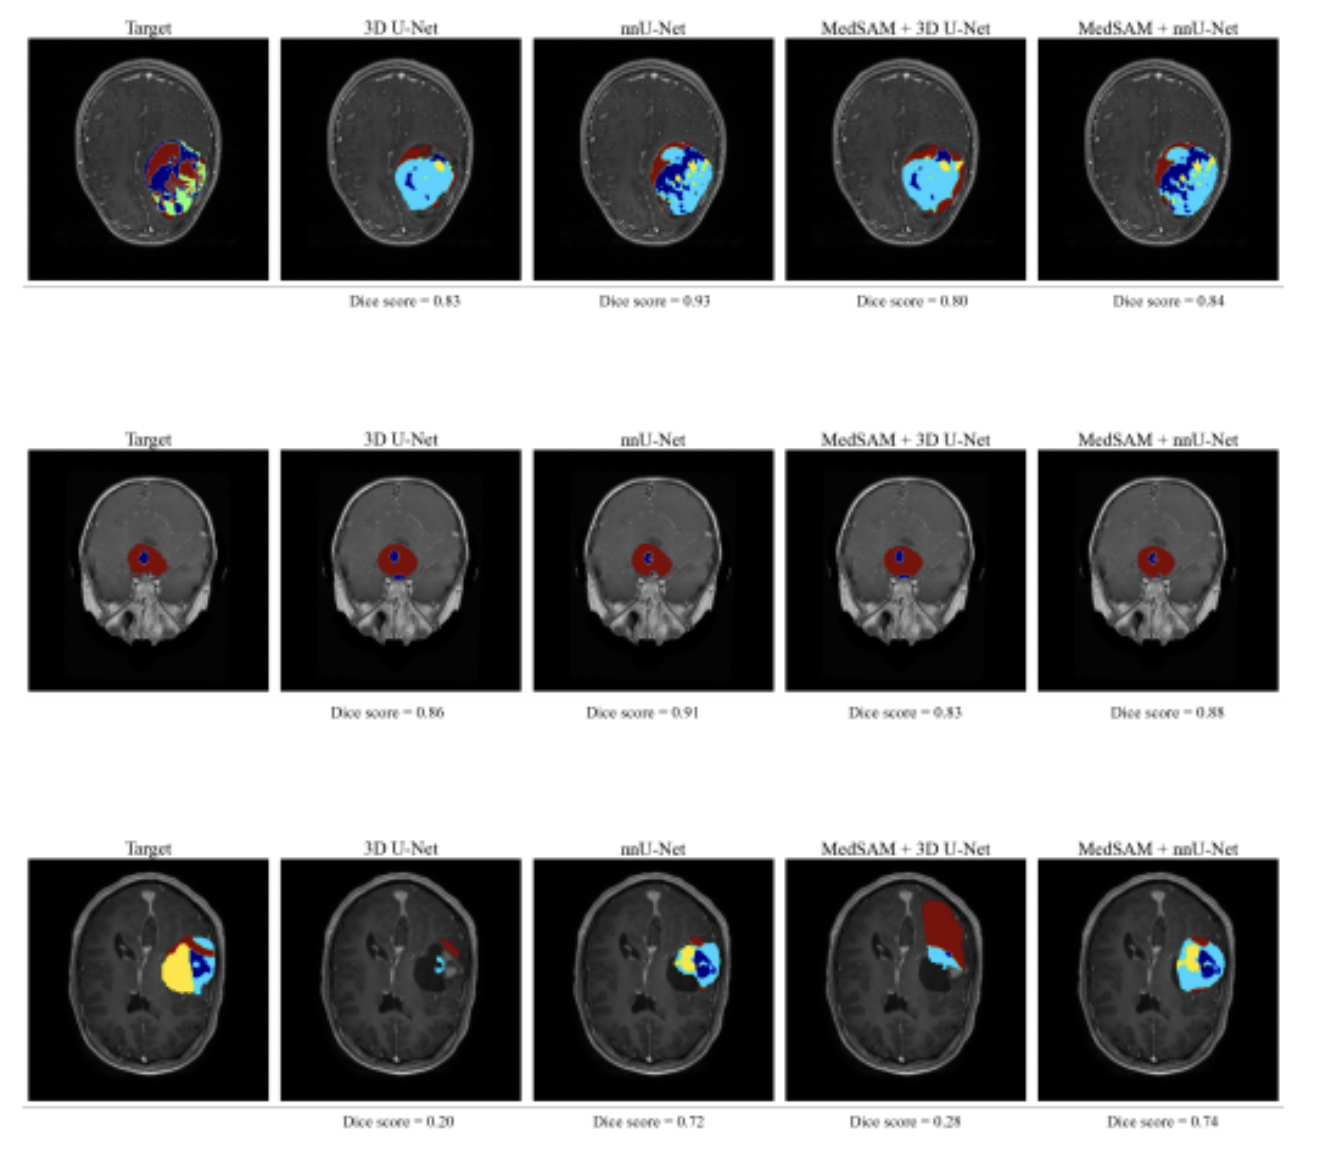 Target 3D U-Net nnU-Net MedSAM + 3D U-Net MedSAM + nnU-Net
Dice score = 0.83 Dice score = 0.93 Dice score = 0.80 Dice score = 0.84
Target 3D U-Net nnU-Net MedSAM + 3D U-Net MedSAM + nnU-Net
Dice score = 0.86 Dice score = 0.91 Dice score = 0.83 Dice score = 0.88
Target 3D U-Net nnU-Net MedSAM + 3D U-Net MedSAM + nnU-Net
Dice score = 0.20 Dice score = 0.72 Dice score = 0.28 Dice score = 0.74